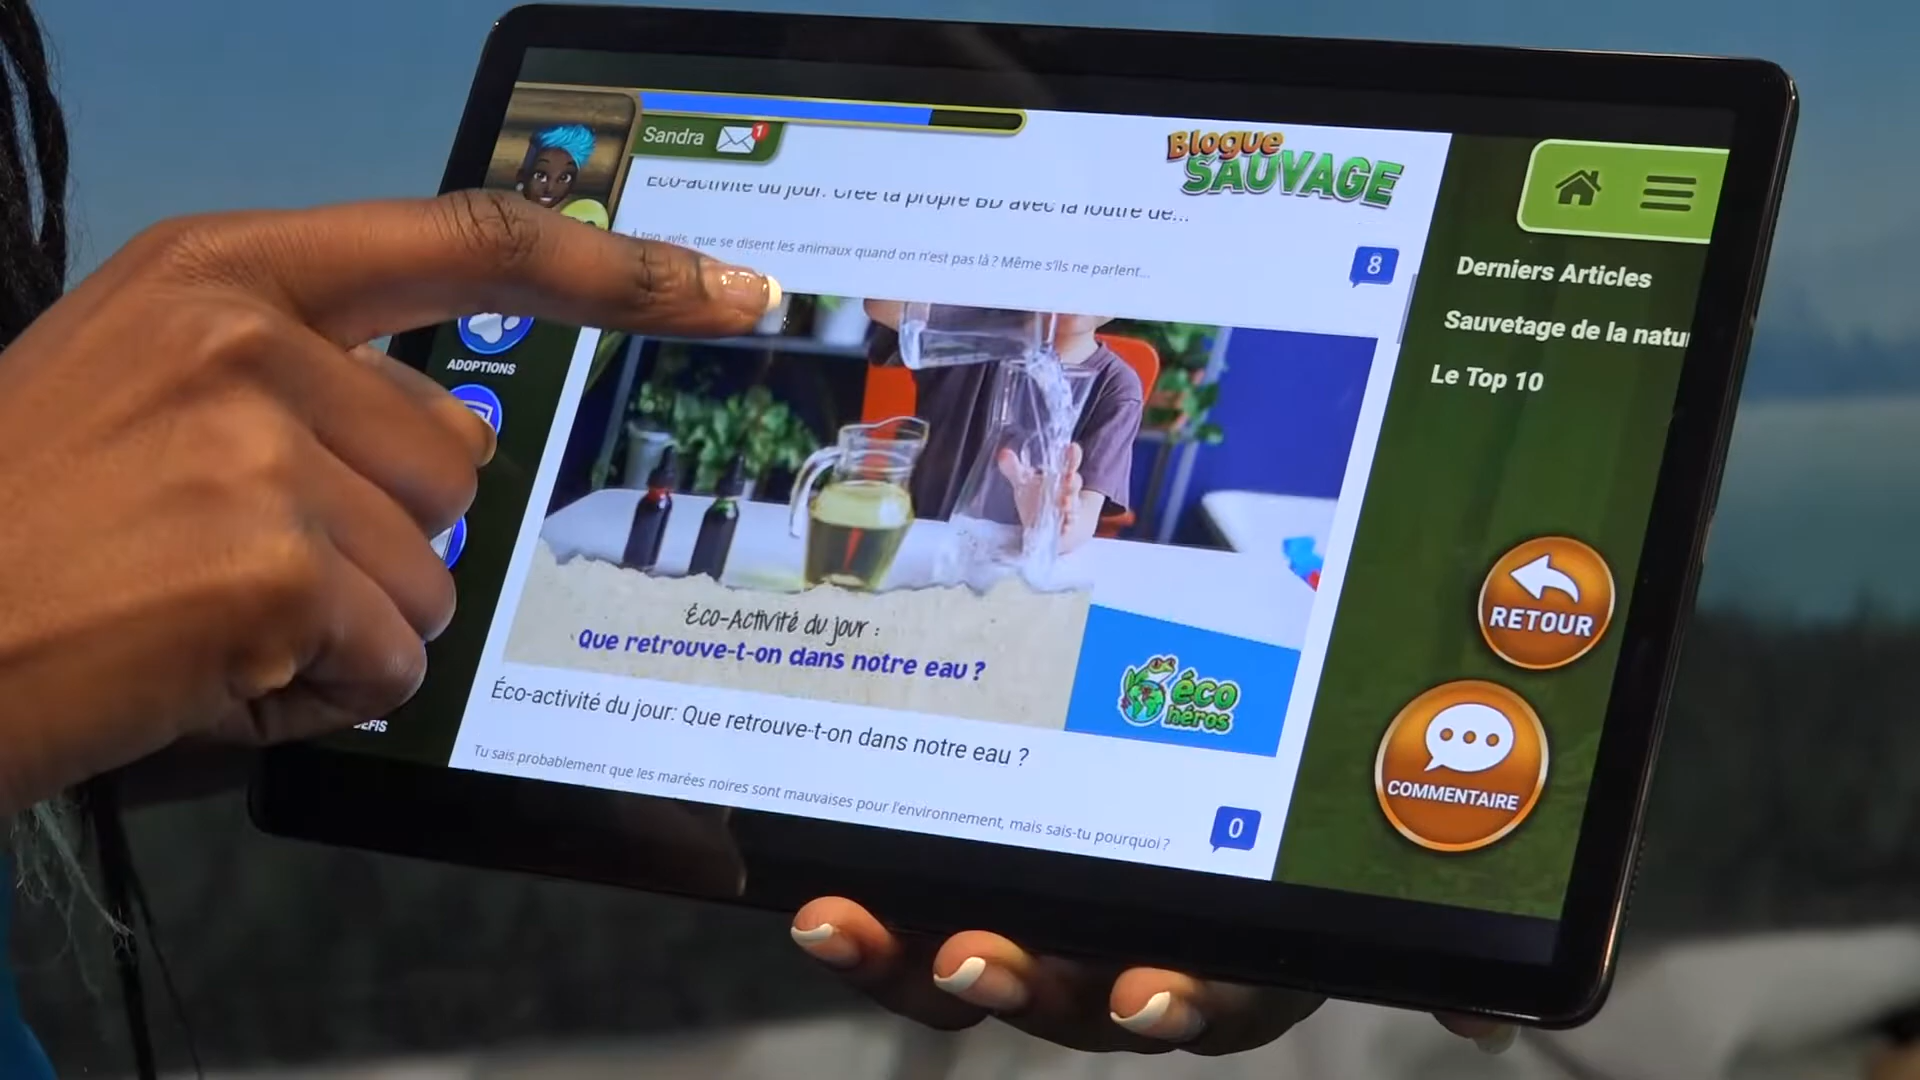 Sandra
1
Blogue
SAUVAGE
Éco-activité du jour: Crée ta propre BD avec la loutre de...
À ton avis, que se disent les animaux quand on n'est pas là ? Même s'ils ne parlent...
8
Derniers Articles
Sauvetage de la natu
Le Top 10
ADOPTIONS
Éco-Activité du jour :
Que retrouve-t-on dans notre eau ?
éco
héros
Éco-activité du jour: Que retrouve-t-on dans notre eau ?
Tu sais probablement que les marées noires sont mauvaises pour l'environnement, mais sais-tu pourquoi ?
0
RETOUR
COMMENTAIRE